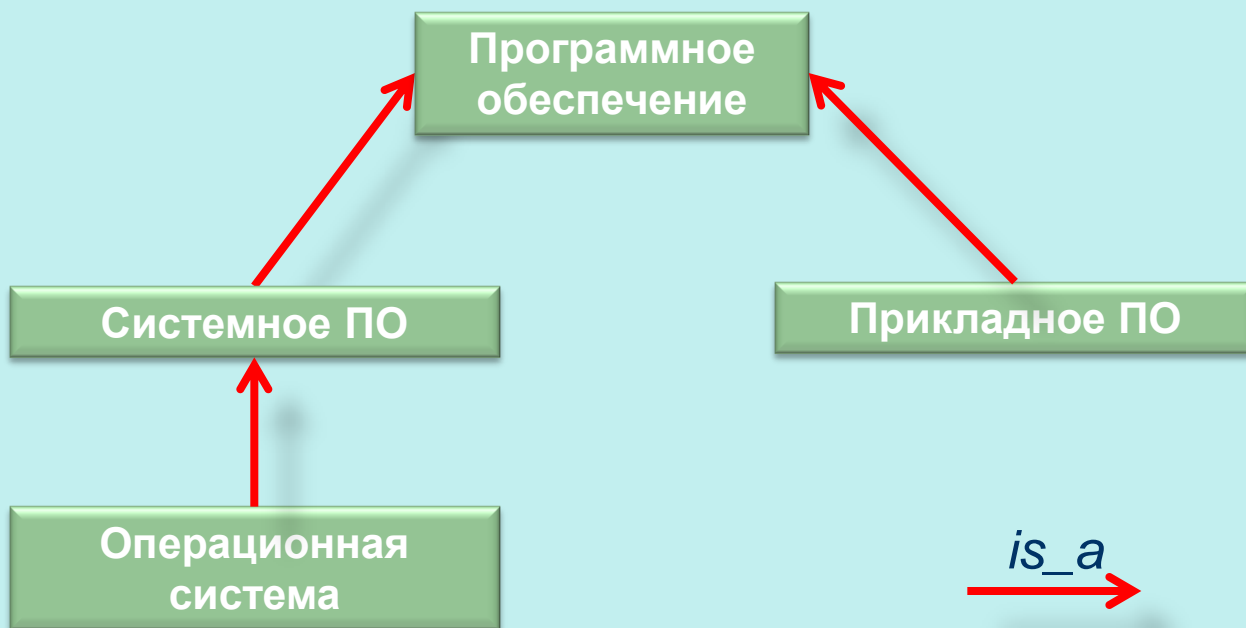 Программное
обеспечение
Системное ПО
Прикладное ПО
Операционная
система
is_a